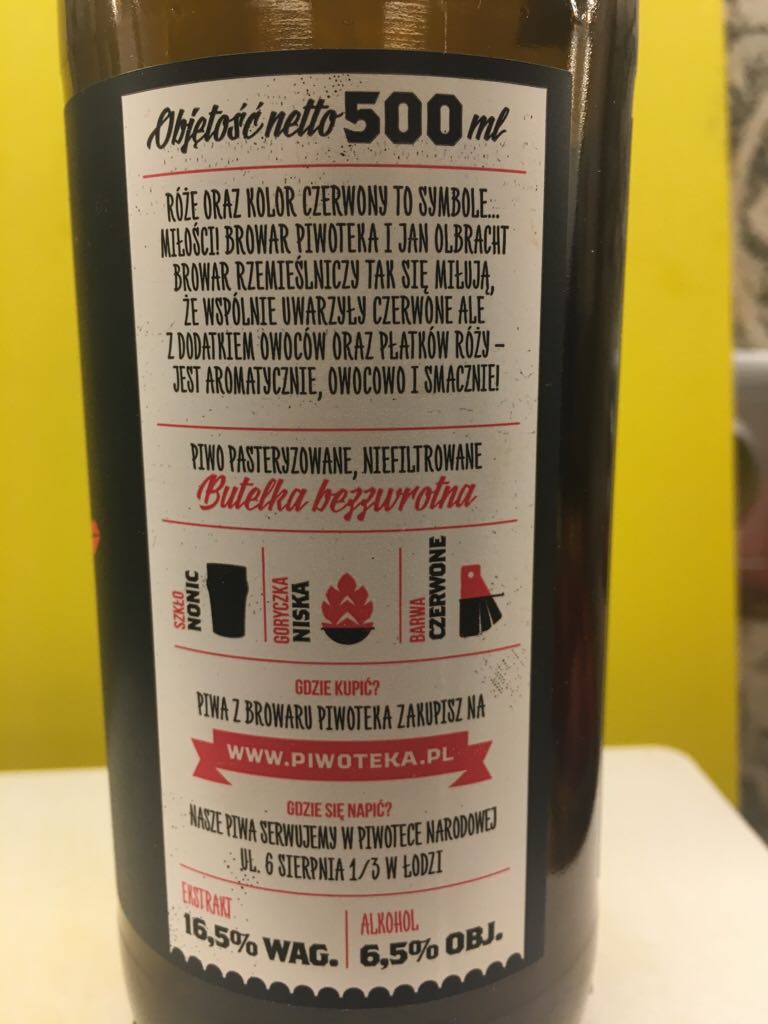 Objętość netto 500 ml
RÓŻE ORAZ KOLOR CZERWONY TO SYMBOLE...
MIŁOŚCI! BROWAR PIWOTEKA I JAN OLBRACHT
BROWAR RZEMIEŚLNICZY TAK SIĘ MIŁUJĄ,
ŻE WSPÓLNIE UWARZYŁY CZERWONE ALE
Z DODATKIEM OWOCÓW ORAZ PŁATKÓW RÓŻY –
JEST AROMATYCZNIE, OWOCOWO I SMACZNIE!
PIWO PASTERYZOWANE, NIEFILTROWANE
Butelka bezzwrotna
SZKŁO
NONIC
GORYCZKA
NISKA
BARWA
CZERWONE
GDZIE KUPIĆ?
PIWA Z BROWARU PIWOTEKA ZAKUPISZ NA
WWW.PIWOTEKA.PL
GDZIE SIĘ NAPIĆ?
NASZE PIWA SERWUJEMY W PIWOTECE NARODOWEJ
UL. 6 SIERPNIA 1/3 W ŁODZI
EKSTRAKT
16,5% WAG.
ALKOHOL
6,5% OBJ.